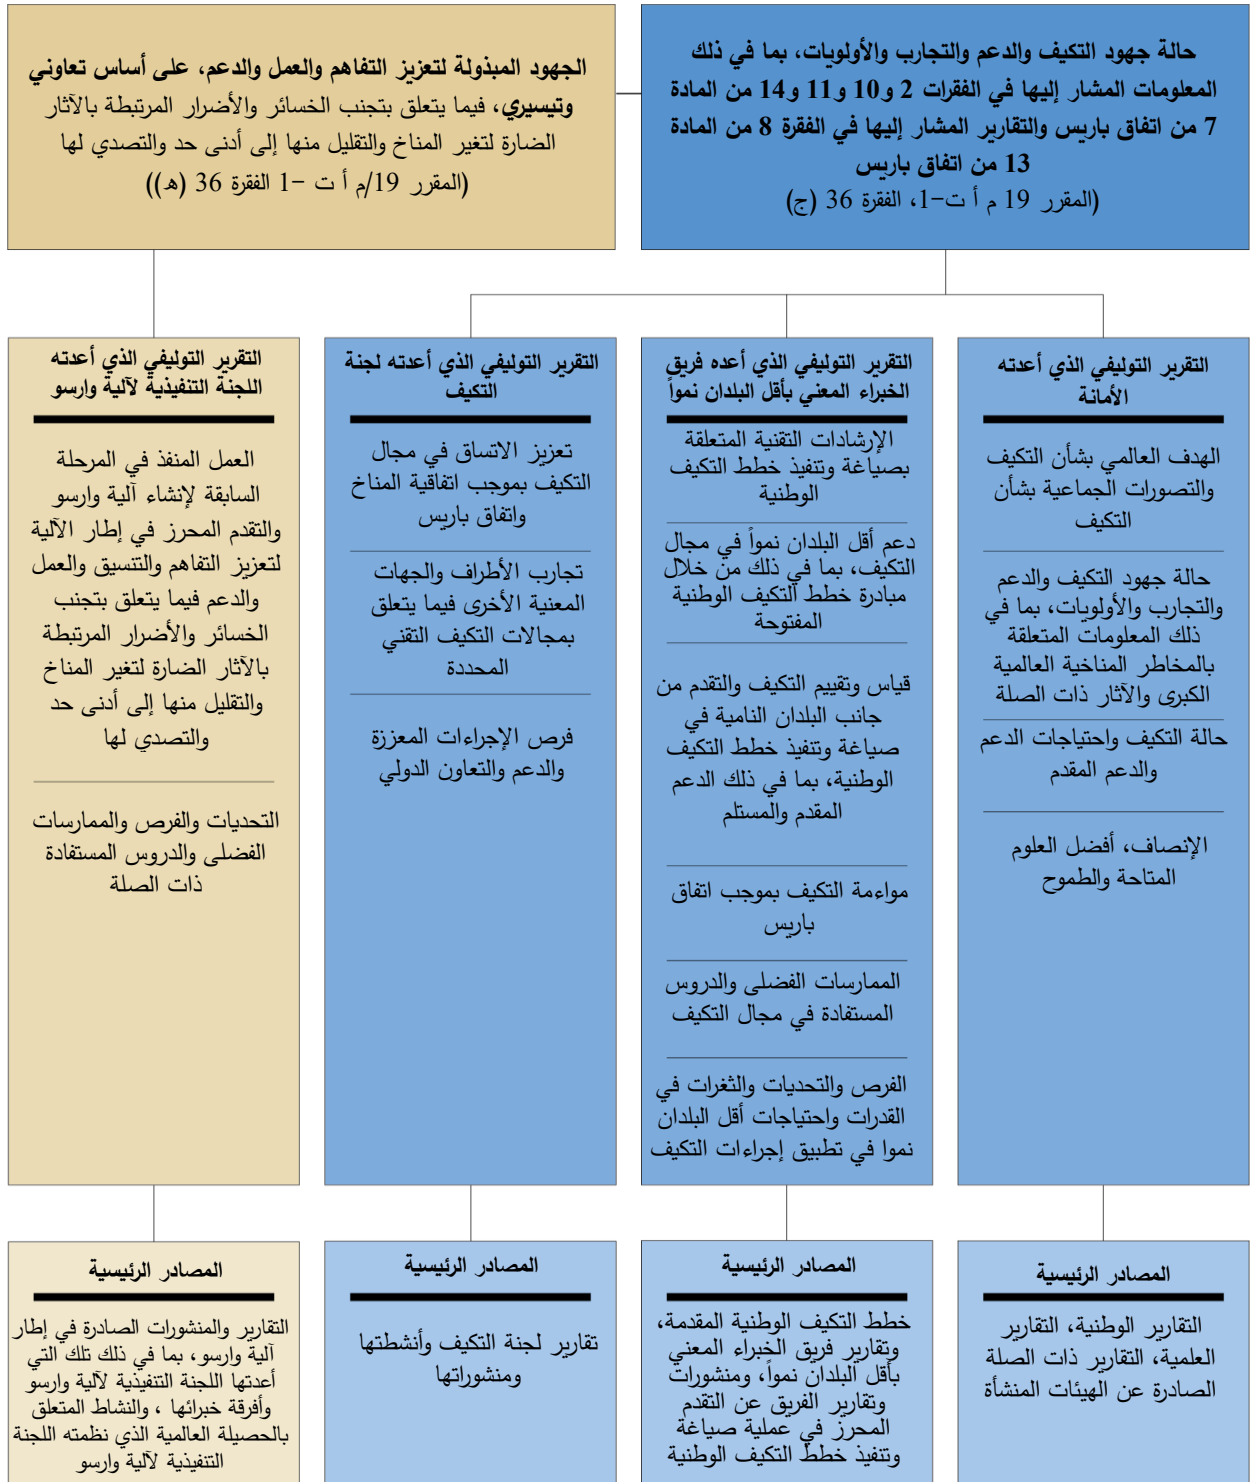 حالة جهود التكيف والدعم والتجارب والأولويات، بما في ذلك
المعلومات المشار إليها في الفقرات 2 و10 و11 و14 من المادة
7 من اتفاق باريس والتقارير المشار إليها في الفقرة 8 من المادة
13 من اتفاق باريس
(المقرر 19 م أ ت-1، الفقرة 36 (ج)
الجهود المبذولة لتعزيز التفاهم والعمل والدعم، على أساس تعاوني
وتيسيري، فيما يتعلق بتجنب الخسائر والأضرار المرتبطة بالآثار
الضارة لتغير المناخ والتقليل منها إلى أدنى حد والتصدي لها
(المقرر 19/م أ ت -1 الفقرة 36 (ه))
التقرير التوليفي الذي أعدته
الأمانة
الهدف العالمي بشأن التكيف
والتصورات الجماعية بشأن
التكيف
حالة جهود التكيف والدعم
والتجارب والأولويات، بما في
ذلك المعلومات المتعلقة
بالمخاطر المناخية العالمية
الكبرى والآثار ذات الصلة
حالة التكيف واحتياجات الدعم
والدعم المقدم
الإنصاف، أفضل العلوم
المتاحة والطموح
التقرير التوليفي الذي أعده فريق
الخبراء المعني بأقل البلدان نمواً
الإرشادات التقنية المتعلقة
بصياغة وتنفيذ خطط التكيف
الوطنية
دعم أقل البلدان نمواً في مجال
التكيف، بما في ذلك من خلال
مبادرة خطط التكيف الوطنية
المفتوحة
قياس وتقييم التكيف والتقدم من
جانب البلدان النامية في
صياغة وتنفيذ خطط التكيف
الوطنية، بما في ذلك الدعم
المقدم والمستلم
مواءمة التكيف بموجب اتفاق
باريس
الممارسات الفضلى والدروس
المستفادة في مجال التكيف
الفرص والتحديات والثغرات في
القدرات واحتياجات أقل البلدان
نموا في تطبيق إجراءات التكيف
التقرير التوليفي الذي أعدته لجنة
التكيف
تعزيز الاتساق في مجال
التكيف بموجب اتفاقية المناخ
واتفاق باريس
تجارب الأطراف والجهات
المعنية الأخرى فيما يتعلق
بمجالات التكيف التقني
المحددة
فرص الإجراءات المعززة
والدعم والتعاون الدولي
التقرير التوليفي الذي أعدته
اللجنة التنفيذية لآلية وارسو
العمل المنفذ في المرحلة
السابقة لإنشاء آلية وارسو
والتقدم المحرز في إطار الآلية
لتعزيز التفاهم والتنسيق والعمل
والدعم فيما يتعلق بتجنب
الخسائر والأضرار المرتبطة
بالآثار الضارة لتغير المناخ
والتقليل منها إلى أدنى حد
والتصدي لها
التحديات والفرص والممارسات
الفضلى والدروس المستفادة
ذات الصلة
المصادر الرئيسية
التقارير الوطنية، التقارير
العلمية، التقارير ذات الصلة
الصادرة عن الهيئات المنشأة
المصادر الرئيسية
خطط التكيف الوطنية المقدمة،
وتقارير فريق الخبراء المعني
بأقل البلدان نمواً، ومنشورات
وتقارير الفريق عن التقدم
المحرز في عملية صياغة
وتنفيذ خطط التكيف الوطنية
المصادر الرئيسية
تقارير لجنة التكيف وأنشطتها
ومنشوراتها
المصادر الرئيسية
التقارير والمنشورات الصادرة في إطار
آلية وارسو، بما في ذلك تلك التي
أعدتها اللجنة التنفيذية لآلية وارسو
وأفرقة خبرائها ، والنشاط المتعلق
بالحصيلة العالمية الذي نظمته اللجنة
التنفيذية لآلية وارسو